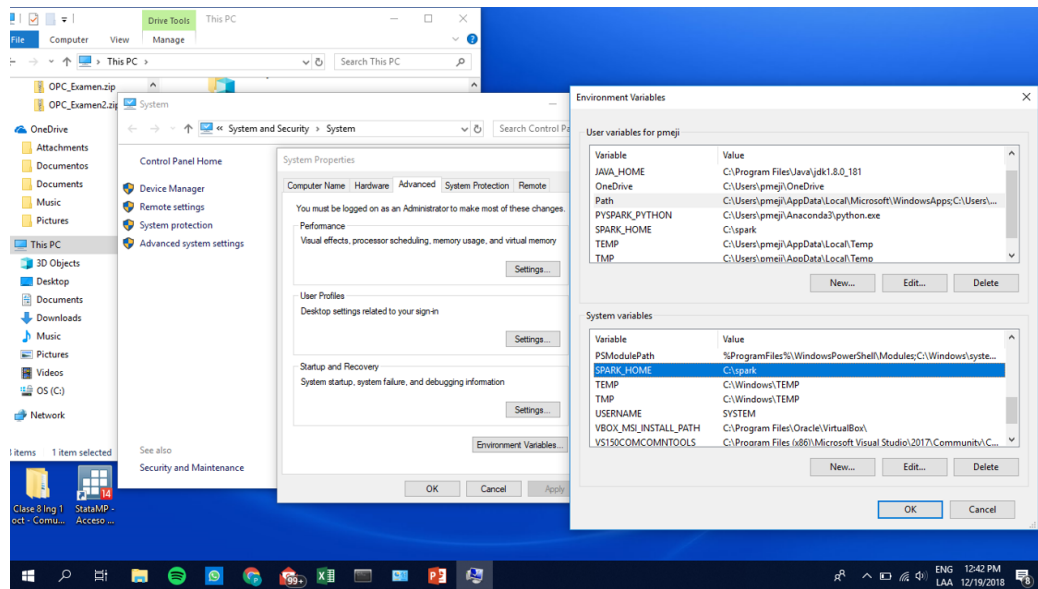 Drive Tools
This PC
File
Computer
View
Manage
This PC
Search This PC
OPC_Examen.zip
OPC_Examen2.zip
OneDrive
Attachments
Documentos
Documents
Music
Pictures
This PC
3D Objects
Desktop
Documents
Downloads
Music
Pictures
Videos
OS (C:)
Network
items 1 item selected
System
« System and Security › System
Search Control Pa
Control Panel Home
Device Manager
Remote settings
System protection
Advanced system settings
See also
Security and Maintenance
System Properties
Computer Name Hardware Advanced System Protection Remote
You must be logged on as an Administrator to make most of these changes.
Performance
Visual effects, processor scheduling, memory usage, and virtual memory
Settings...
User Profiles
Desktop settings related to your sign-in
Settings...
Startup and Recovery
System startup, system failure, and debugging information
Settings...
Environment Variables...
OK Cancel Apply
Environment Variables
User variables for pmeji
Variable Value
JAVA_HOME C:\Program Files\Java\jdk1.8.0_181
OneDrive C:\Users\pmeji\OneDrive
Path C:\Users\pmeji\AppData\Local\Microsoft\WindowsApps;C:\Users\...
PYSPARK_PYTHON C:\Users\pmeji\Anaconda3\python.exe
SPARK_HOME C:\spark
TEMP C:\Users\pmeji\AppData\Local\Temp
TMP C:\Users\pmeji\AppData\Local\Temp
New... Edit... Delete
System variables
Variable Value
PSModulePath %ProgramFiles%\WindowsPowerShell\Modules;C:\Windows\syste...
SPARK_HOME C:\spark
TEMP C:\Windows\TEMP
TMP C:\Windows\TEMP
USERNAME SYSTEM
VBOX_MSI_INSTALL_PATH C:\Program Files\Oracle\VirtualBox\
VS150COMCOMNTOOLS C:\Program Files (x86)\Microsoft Visual Studio\2017\Community\C...
New... Edit... Delete
OK Cancel
14
Clase 8 Ing 1 StataMP -
oct - Comu... Acceso ...
99+
ENG 12:42 PM
LAA 12/19/2018
8